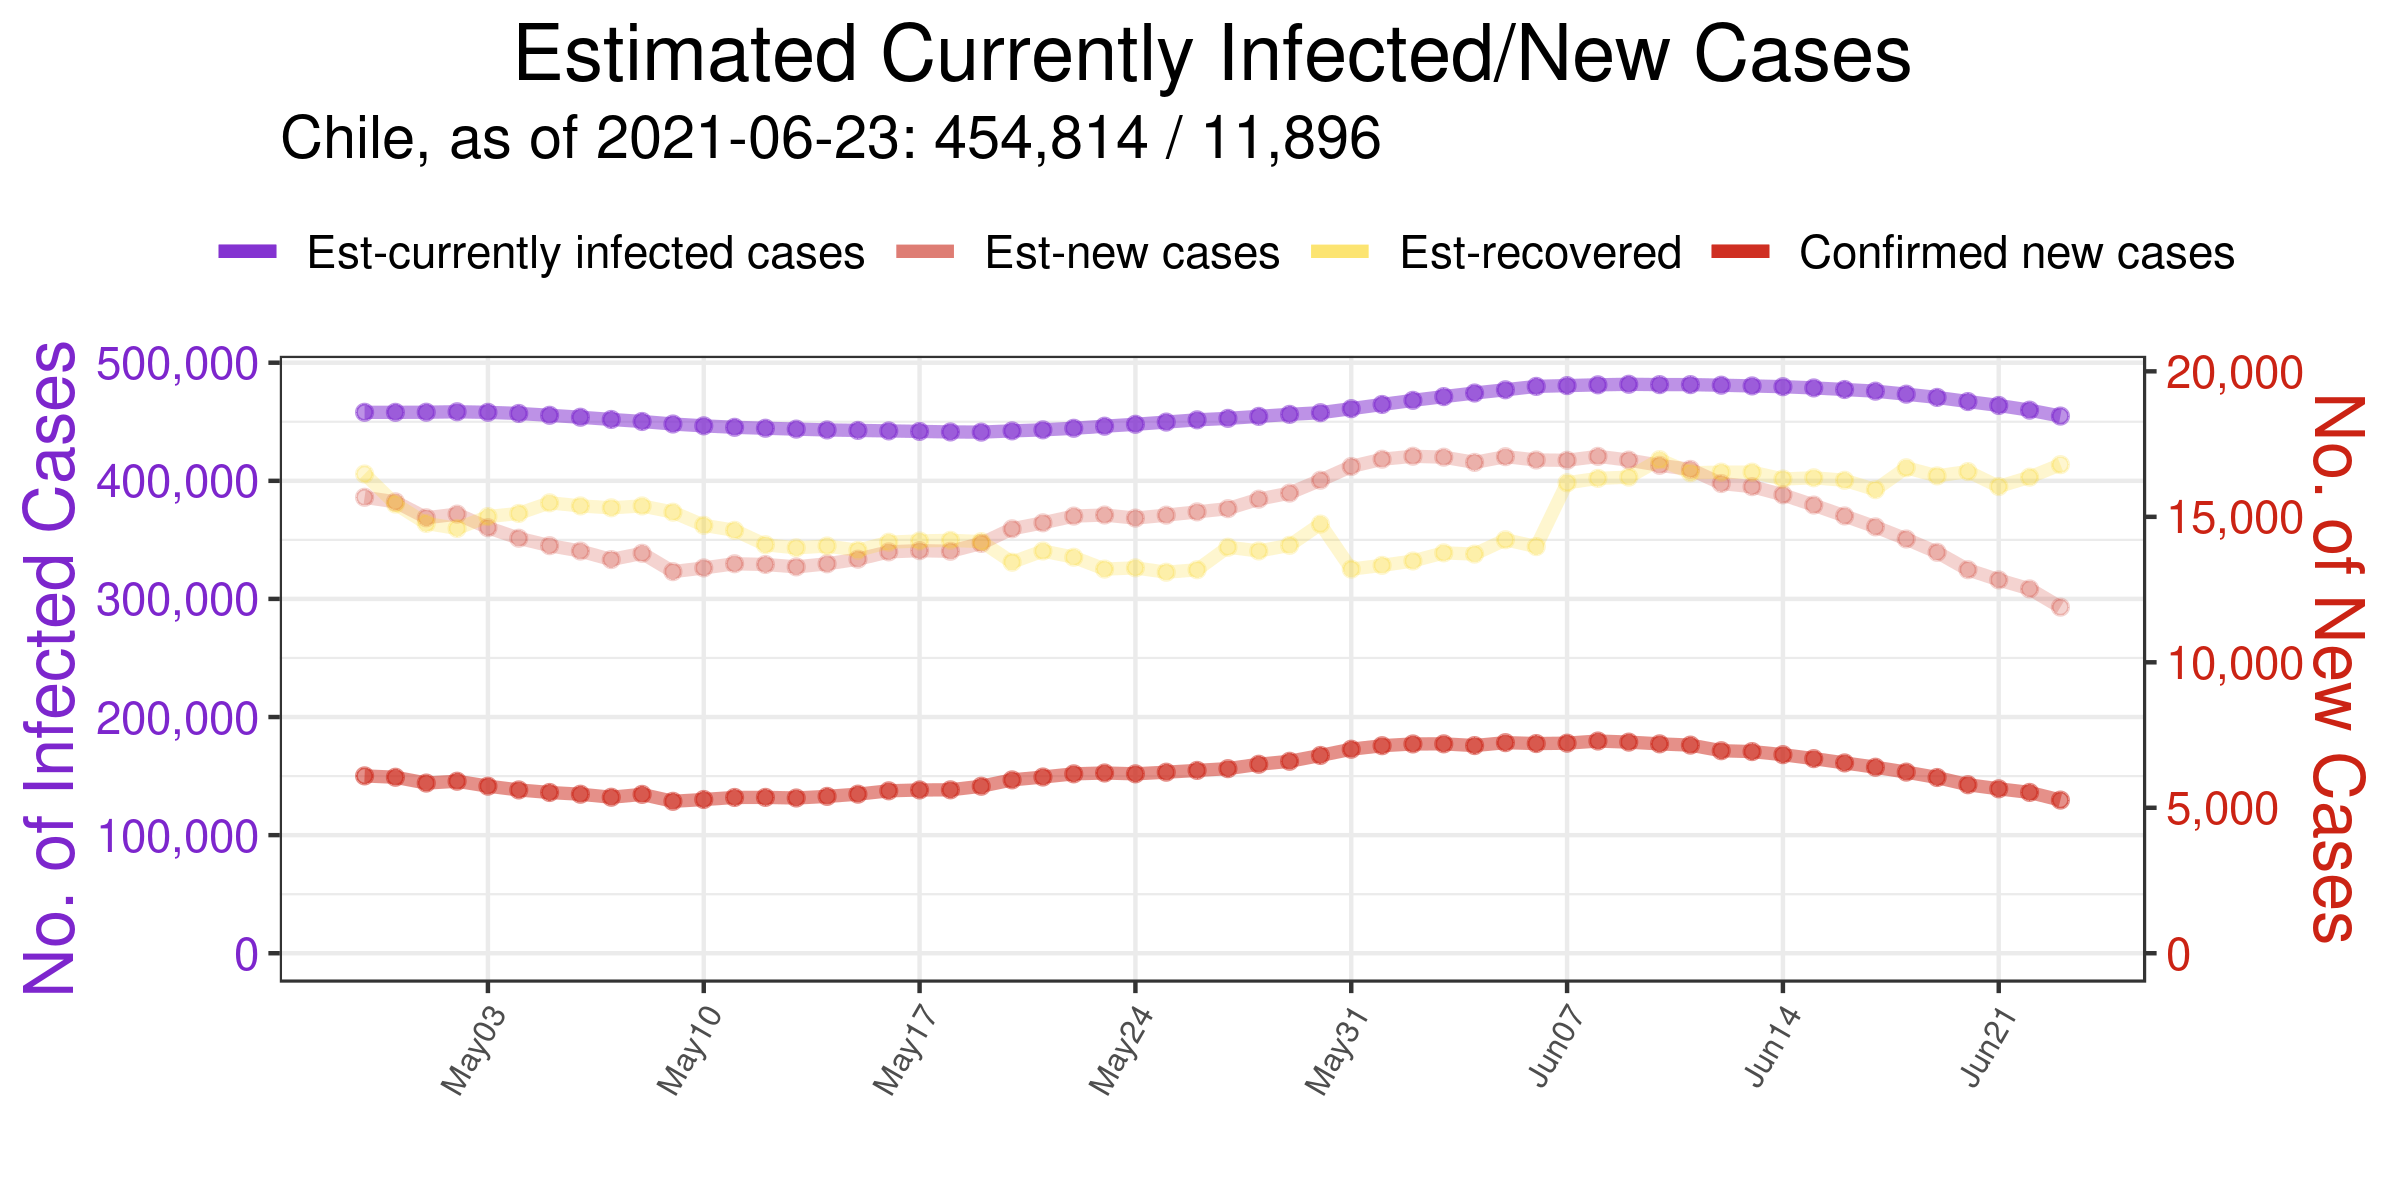 Estimated Currently Infected/New Cases
Chile, as of 2021-06-23: 454,814 / 11,896
Est-currently infected cases Est-new cases Est-recovered Confirmed new cases
No. of Infected Cases
500,000
400,000
300,000
200,000
100,000
0
20,000
15,000
10,000
5,000
0
No. of New Cases
May03 May10 May17 May24 May31 Jun07 Jun14 Jun21